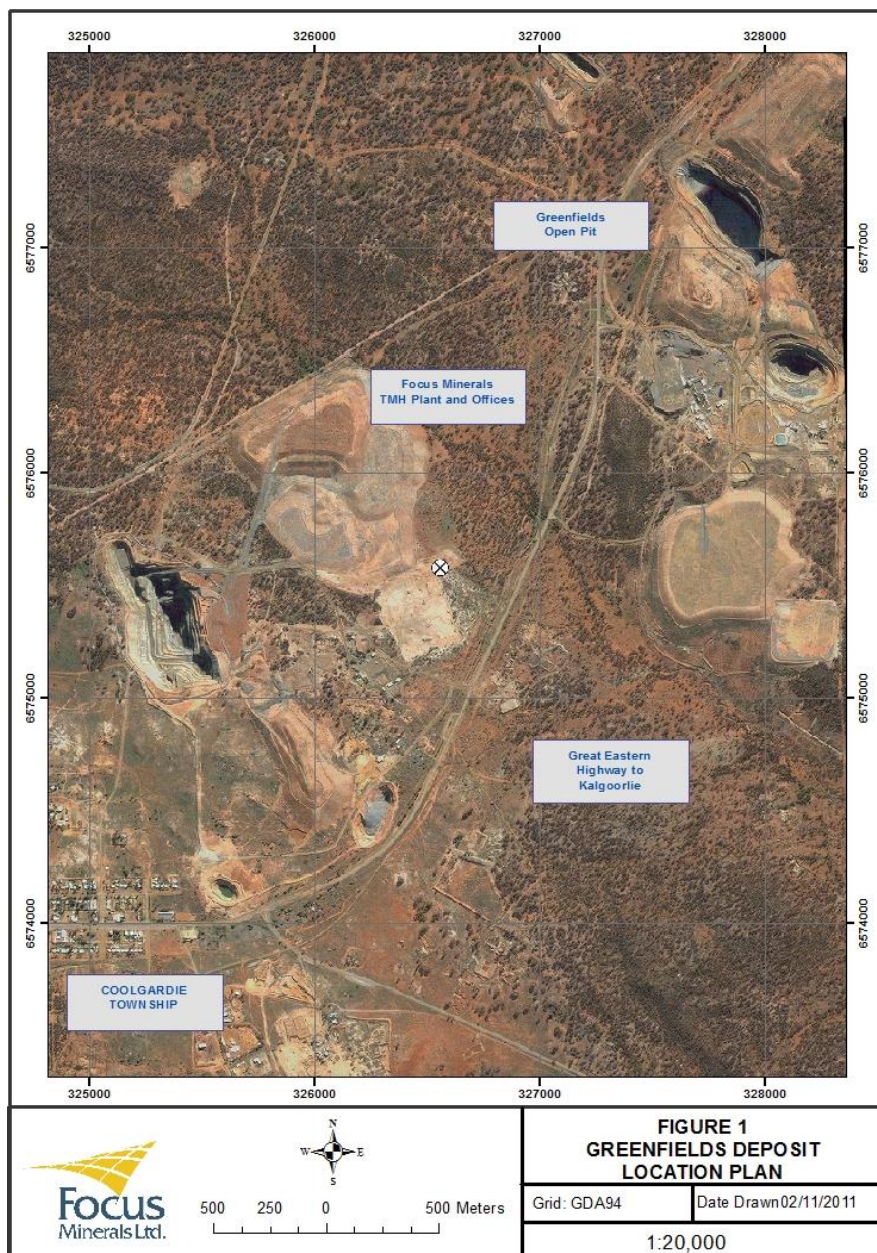 325000 326000 327000 328000
6577000 6577000
Greenfields
Open Pit
Focus Minerals
TMH Plant and Offices
6576000 6576000
6575000 6575000
Great Eastern
Highway to
Kalgoorlie
6574000 6574000
COOLGARDIE
TOWNSHIP
325000 326000 327000 328000
Focus
Minerals Ltd.
N
W E
S
500 250 0 500 Meters
FIGURE 1
GREENFIELDS DEPOSIT
LOCATION PLAN
Grid: GDA94
Date Drawn02/11/2011
1:20,000